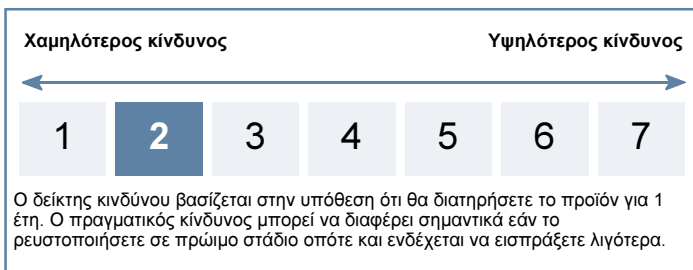 Χαμηλότερος κίνδυνος Υψηλότερος κίνδυνος
1 2 3 4 5 6 7
Ο δείκτης κινδύνου βασίζεται στην υπόθεση ότι θα διατηρήσετε το προϊόν για 1
έτη. Ο πραγματικός κίνδυνος μπορεί να διαφέρει σημαντικά εάν το
ρευστοποιήσετε σε πρώιμο στάδιο οπότε και ενδέχεται να εισπράξετε λιγότερα.